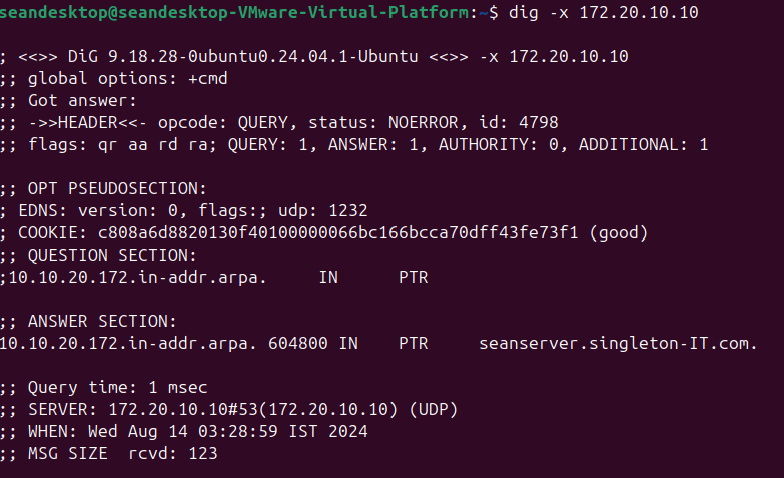 seandesktop@seandesktop-VMware-Virtual-Platform:~$ dig -x 172.20.10.10
; <<>> DiG 9.18.28-0ubuntu0.24.04.1-Ubuntu <<>> -x 172.20.10.10
;; global options: +cmd
;; Got answer:
;; ->>HEADER<<- opcode: QUERY, status: NOERROR, id: 4798
;; flags: qr aa rd ra; QUERY: 1, ANSWER: 1, AUTHORITY: 0, ADDITIONAL: 1
;; OPT PSEUDOSECTION:
; EDNS: version: 0, flags:; udp: 1232
; COOKIE: c808a6d8820130f40100000066bc166bcca70dff43fe73f1 (good)
;; QUESTION SECTION:
;10.10.20.172.in-addr.arpa. IN PTR
;; ANSWER SECTION:
10.10.20.172.in-addr.arpa. 604800 IN PTR seanserver.singleton-IT.com.
;; Query time: 1 msec
;; SERVER: 172.20.10.10#53(172.20.10.10) (UDP)
;; WHEN: Wed Aug 14 03:28:59 IST 2024
;; MSG SIZE rcvd: 123